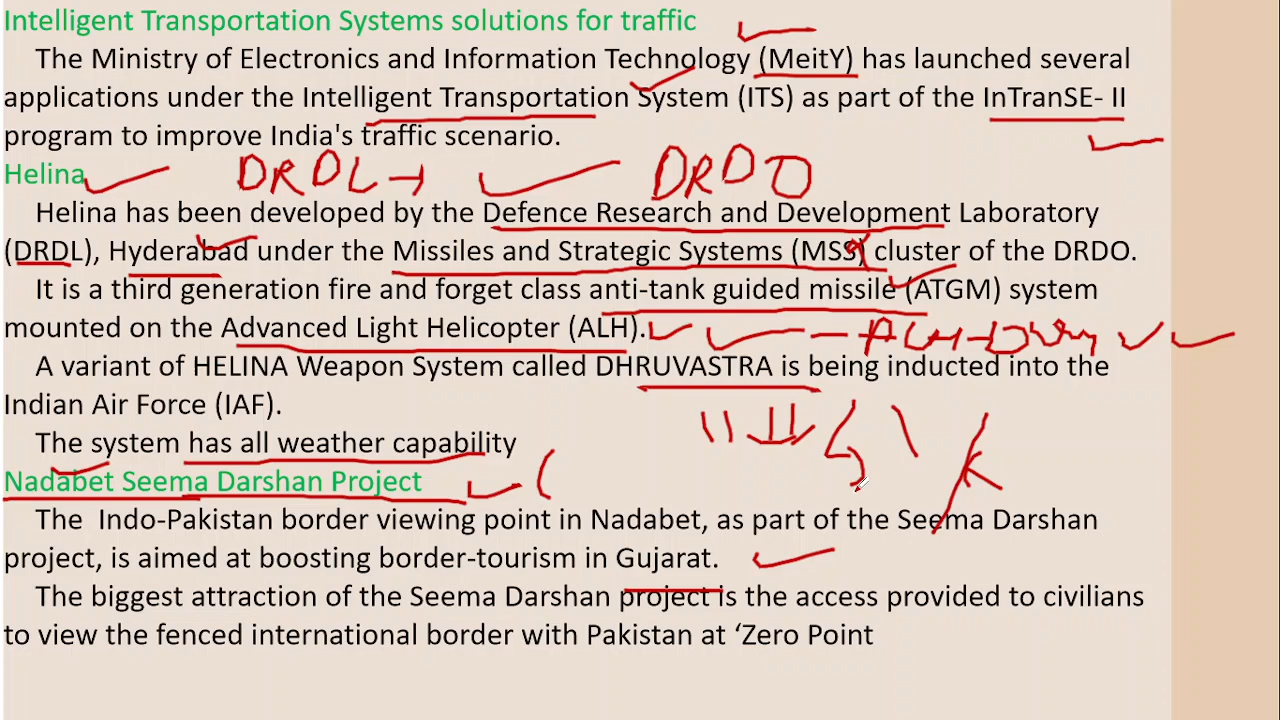 Intelligent Transportation Systems solutions for traffic
The Ministry of Electronics and Information Technology (MeitY) has launched several
applications under the Intelligent Transportation System (ITS) as part of the InTranSE- II
program to improve India's traffic scenario.
Helina DRDL → DRDO
Helina has been developed by the Defence Research and Development Laboratory
(DRDL), Hyderabad under the Missiles and Strategic Systems (MSS) cluster of the DRDO.
It is a third generation fire and forget class anti-tank guided missile (ATGM) system
mounted on the Advanced Light Helicopter (ALH). — ALH-
A variant of HELINA Weapon System called DHRUVASTRA is being inducted into the
Indian Air Force (IAF).
The system has all weather capability
Nadabet Seema Darshan Project (
The  Indo-Pakistan border viewing point in Nadabet, as part of the Seema Darshan
project, is aimed at boosting border-tourism in Gujarat.
The biggest attraction of the Seema Darshan project is the access provided to civilians
to view the fenced international border with Pakistan at ‘Zero Point